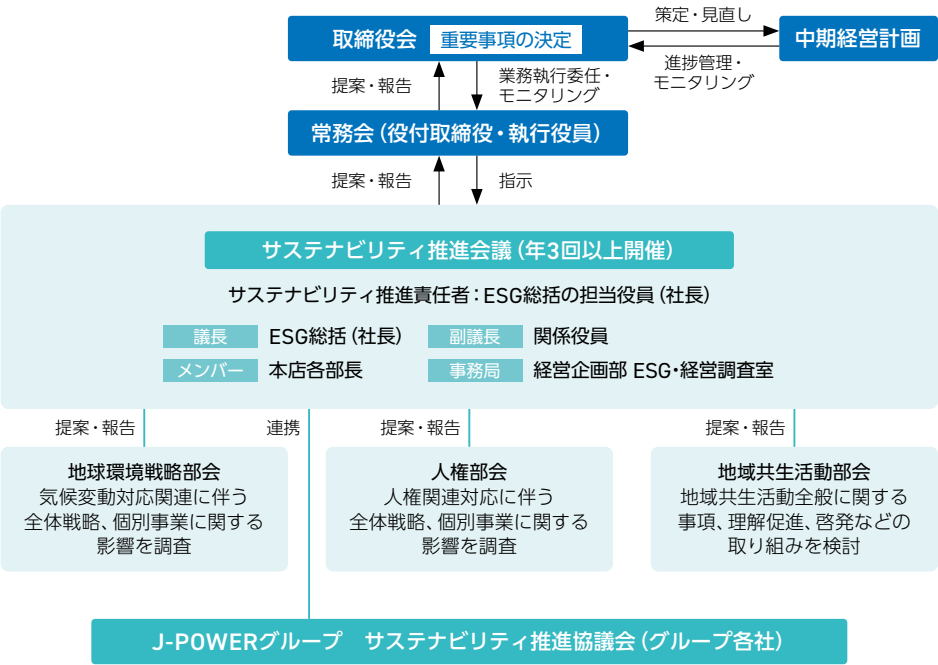 取締役会 重要事項の決定
策定・見直し
中期経営計画
進捗管理・
モニタリング
提案・報告
業務執行委任・
モニタリング
常務会（役付取締役・執行役員）
提案・報告
指示
サステナビリティ推進会議（年3回以上開催）
サステナビリティ推進責任者：ESG総括の担当役員（社長）
議長 ESG総括（社長） 副議長 関係役員
メンバー 本店各部長 事務局 経営企画部 ESG・経営調査室
提案・報告
連携
提案・報告
提案・報告
地球環境戦略部会
気候変動対応関連に伴う
全体戦略、個別事業に関する
影響を調査
人権部会
人権関連対応に伴う
全体戦略、個別事業に関する
影響を調査
地域共生活動部会
地域共生活動全般に関する
事項、理解促進、啓発などの
取り組みを検討
J-POWERグループ　サステナビリティ推進協議会（グループ各社）